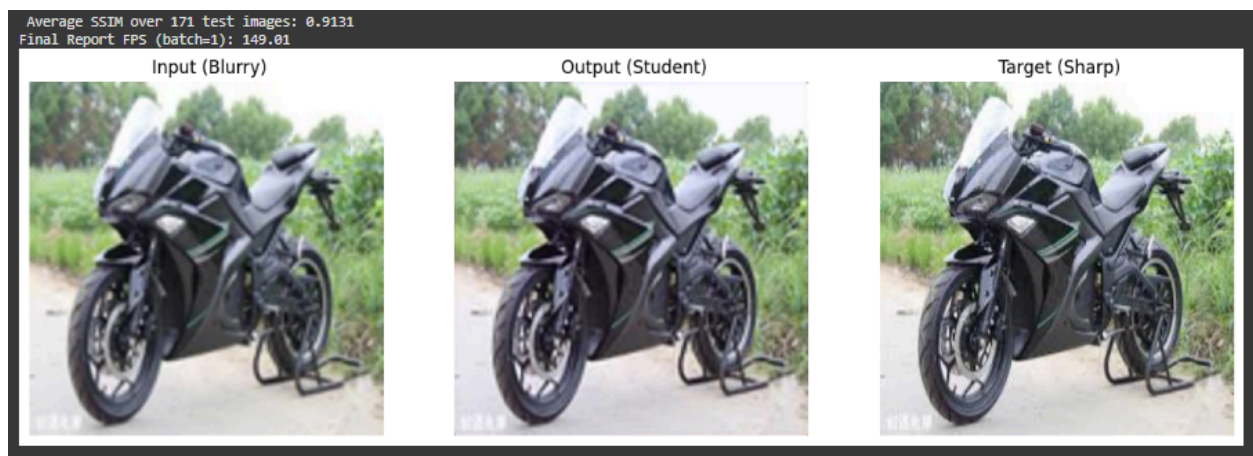 Average SSIM over 171 test images: 0.9131
Final Report FPS (batch=1): 149.01
Input (Blurry)
Output (Student)
Target (Sharp)